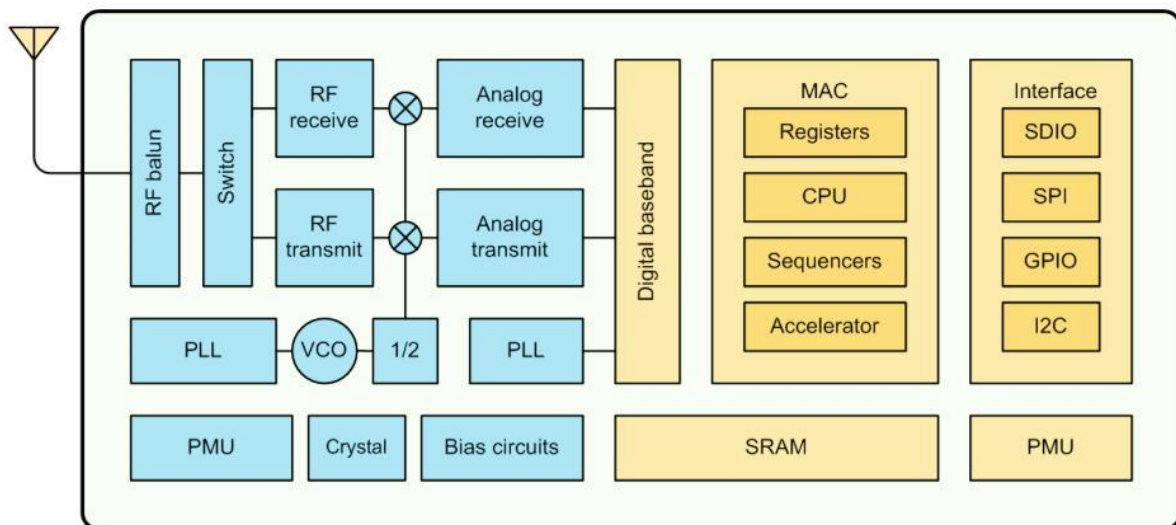 RF balun
Switch
RF
receive
Analog
receive
RF
transmit
Analog
transmit
PLL
VCO
1/2
PLL
Digital baseband
MAC
Registers
CPU
Sequencers
Accelerator
Interface
SDIO
SPI
GPIO
I2C
PMU
Crystal
Bias circuits
SRAM
PMU